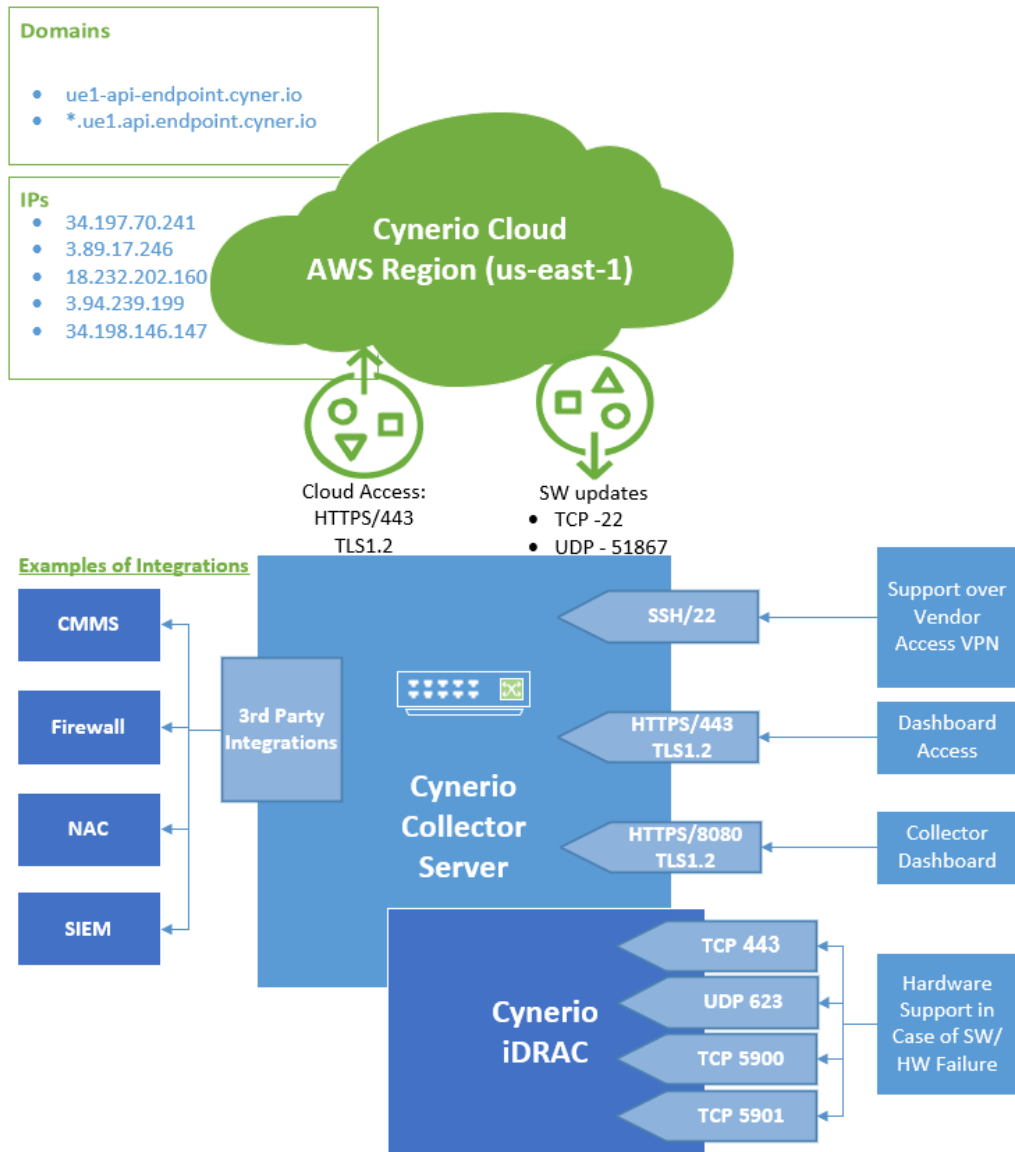 Domains
• ue1-api-endpoint.cyner.io
• *.ue1.api.endpoint.cyner.io
IPs
• 34.197.70.241
• 3.89.17.246
• 18.232.202.160
• 3.94.239.199
• 34.198.146.147
Cynerio Cloud
AWS Region (us-east-1)
Cloud Access:
HTTPS/443
TLS1.2
SW updates
• TCP -22
• UDP - 51867
Examples of Integrations
CMMS
Firewall
NAC
SIEM
3rd Party
Integrations
Cynerio
Collector
Server
SSH/22
HTTPS/443
TLS1.2
HTTPS/8080
TLS1.2
Support over
Vendor
Access VPN
Dashboard
Access
Collector
Dashboard
Cynerio
iDRAC
TCP 443
UDP 623
TCP 5900
TCP 5901
Hardware
Support in
Case of SW/
HW Failure